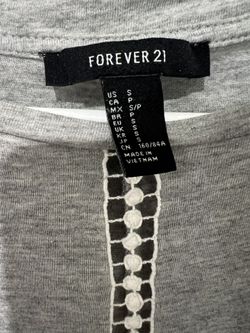 FOREVER 21
US S
CA P
MX S/P
BR P
EU S
UK S
KR S
JP S
CN 160/84A
MADE IN
VIETNAM